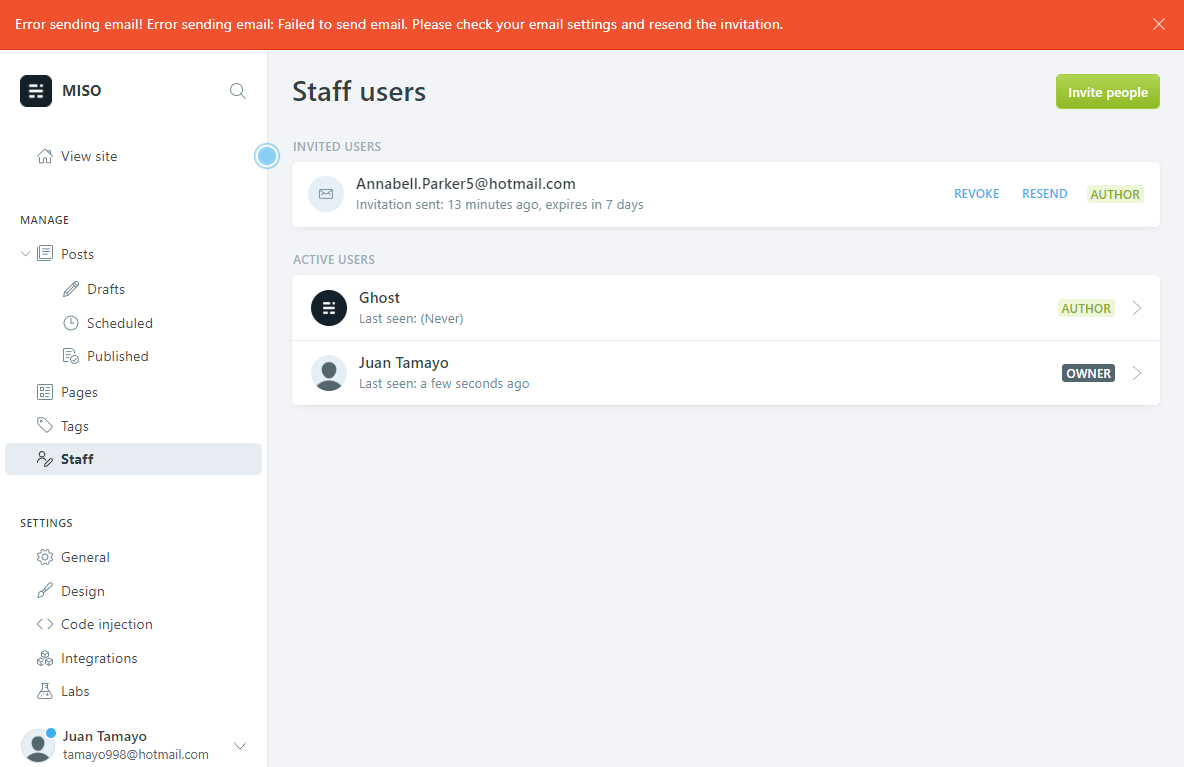 Error sending email! Error sending email: Failed to send email. Please check your email settings and resend the invitation.
MISO
View site
MANAGE
Posts
Drafts
Scheduled
Published
Pages
Tags
Staff
SETTINGS
General
Design
Code injection
Integrations
Labs
Juan Tamayo
tamayo998@hotmail.com
Staff users
Invite people
INVITED USERS
Annabell.Parker5@hotmail.com
Invitation sent: 13 minutes ago, expires in 7 days
REVOKE RESEND AUTHOR
ACTIVE USERS
Ghost
Last seen: (Never)
AUTHOR
Juan Tamayo
Last seen: a few seconds ago
OWNER